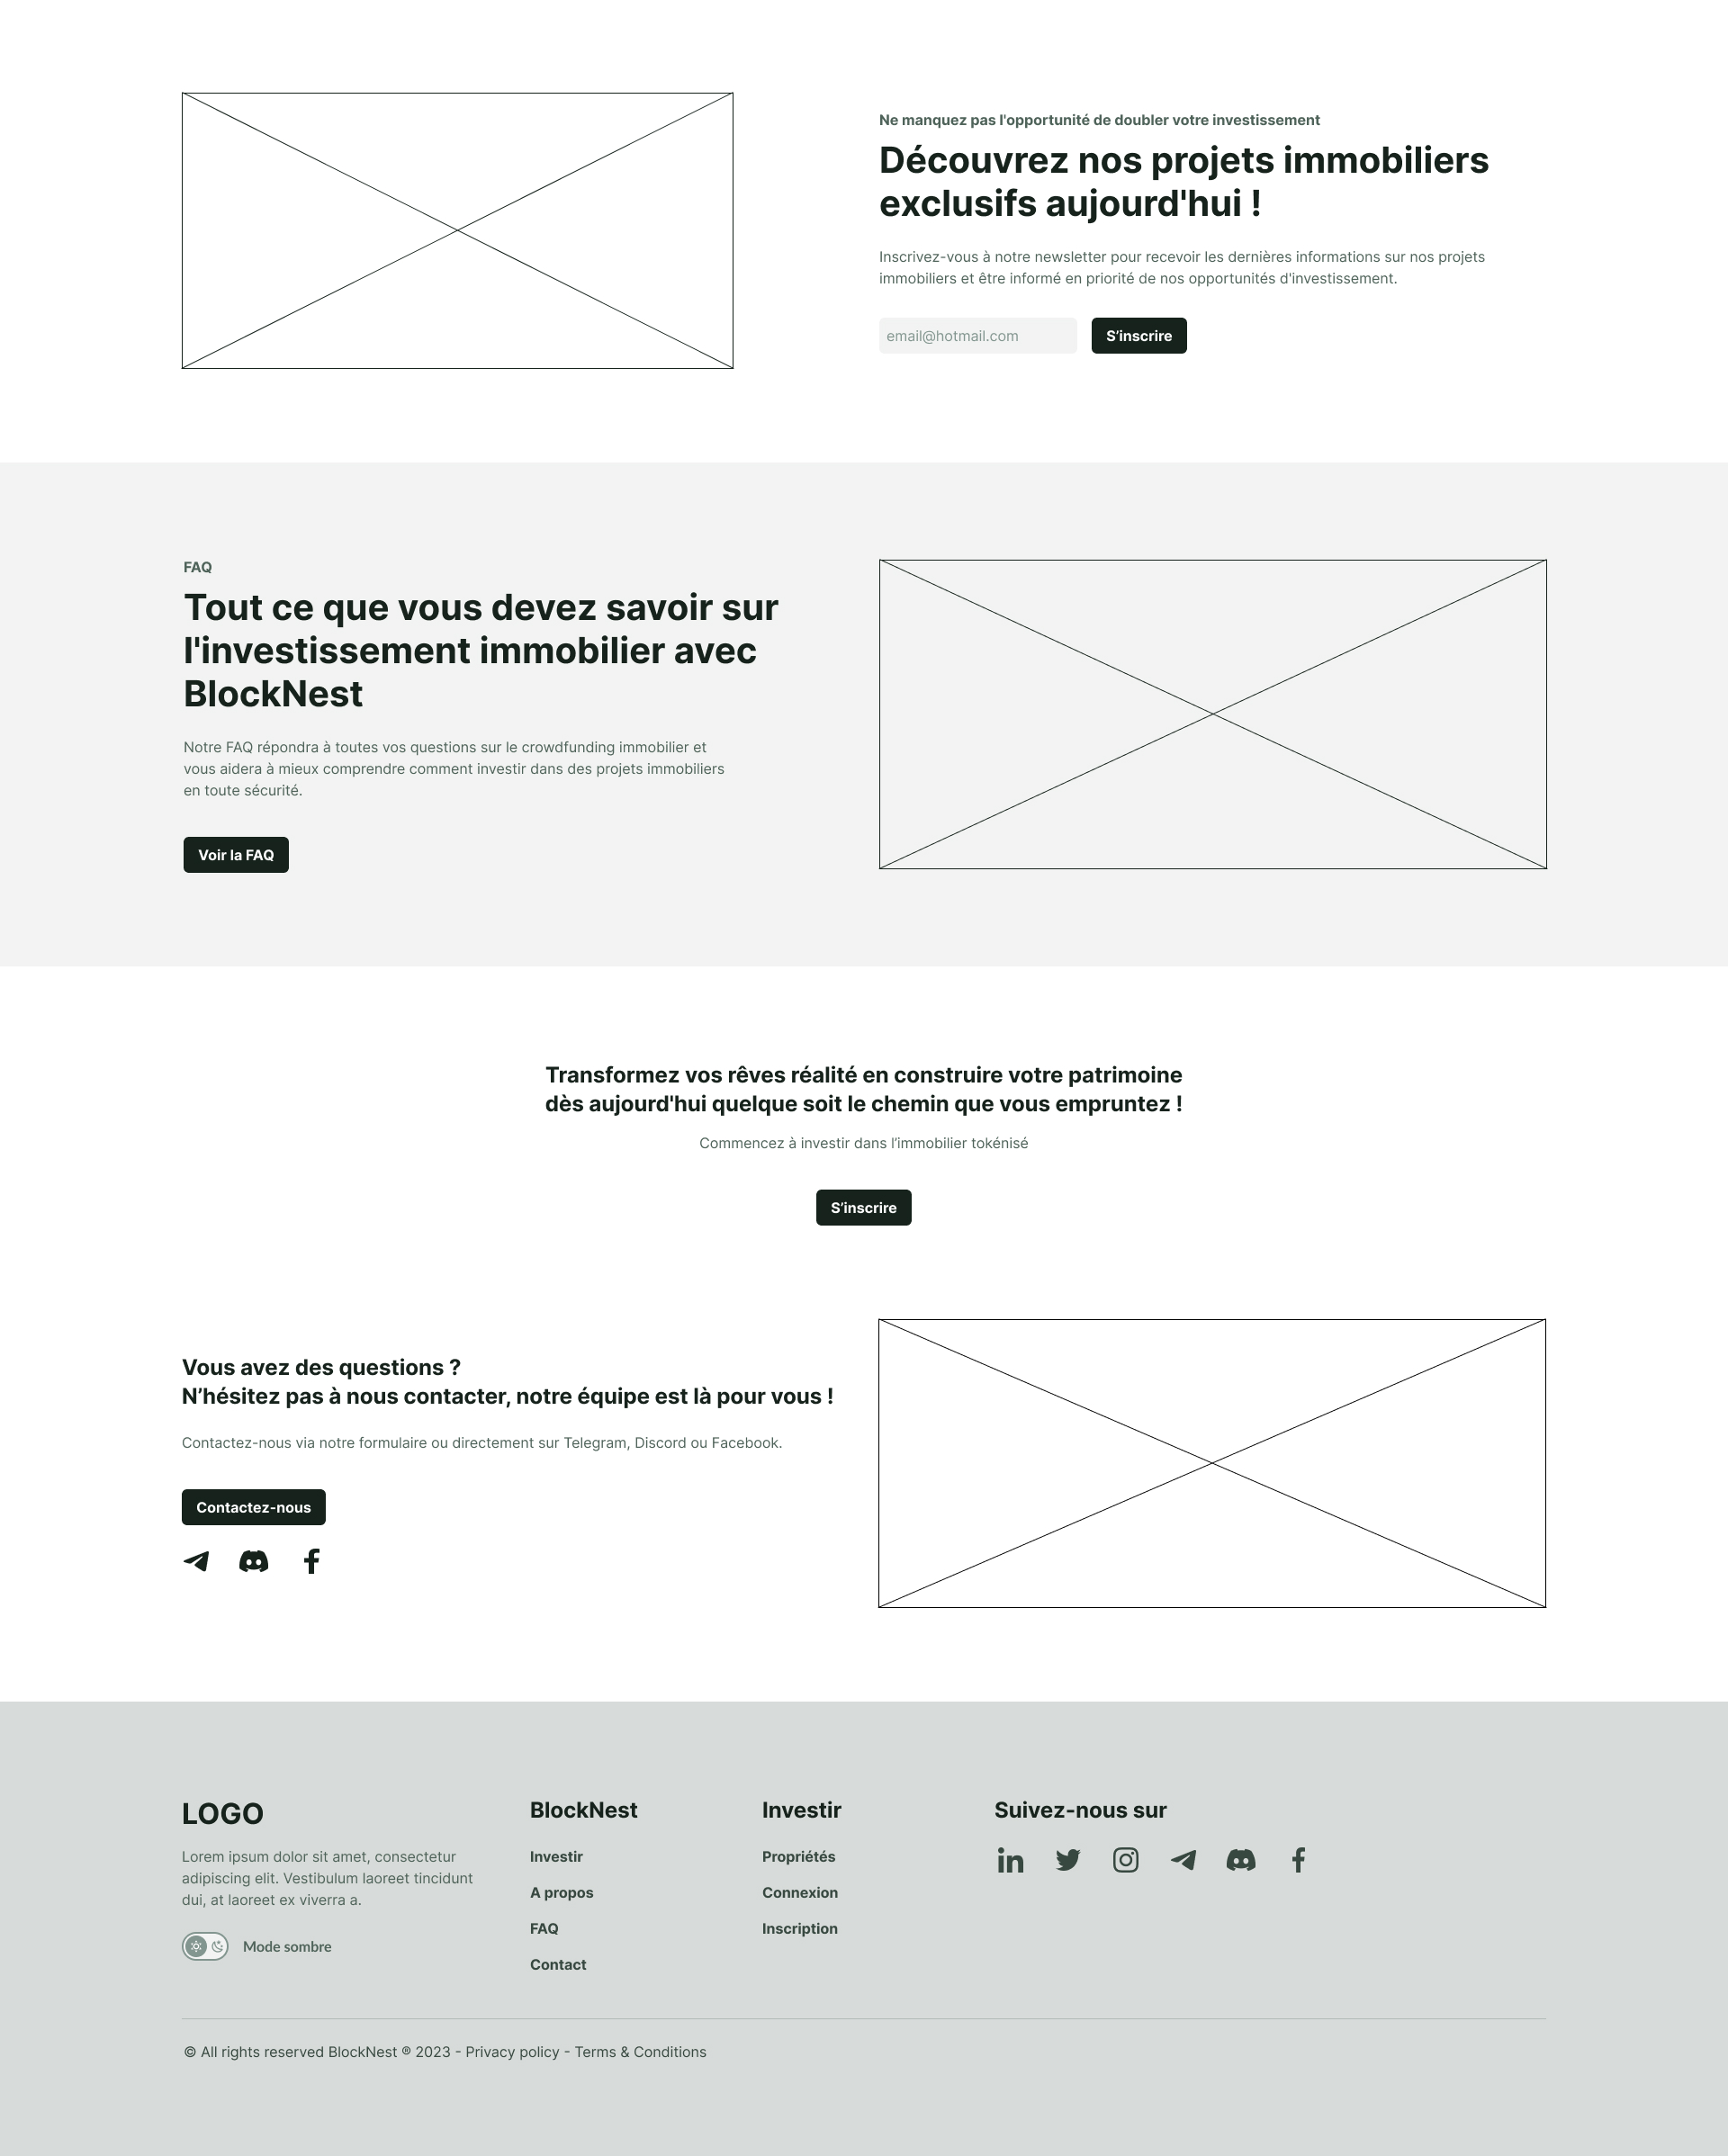 Ne manquez pas l'opportunité de doubler votre investissement
Découvrez nos projets immobiliers
exclusifs aujourd'hui !
Inscrivez-vous à notre newsletter pour recevoir les dernières informations sur nos projets
immobiliers et être informé en priorité de nos opportunités d'investissement.
email@hotmail.com
S’inscrire
FAQ
Tout ce que vous devez savoir sur
l'investissement immobilier avec
BlockNest
Notre FAQ répondra à toutes vos questions sur le crowdfunding immobilier et
vous aidera à mieux comprendre comment investir dans des projets immobiliers
en toute sécurité.
Voir la FAQ
Transformez vos rêves réalité en construire votre patrimoine
dès aujourd'hui quelque soit le chemin que vous empruntez !
Commencez à investir dans l’immobilier tokénisé
S’inscrire
Vous avez des questions ?
N’hésitez pas à nous contacter, notre équipe est là pour vous !
Contactez-nous via notre formulaire ou directement sur Telegram, Discord ou Facebook.
Contactez-nous
LOGO
Lorem ipsum dolor sit amet, consectetur
adipiscing elit. Vestibulum laoreet tincidunt
dui, at laoreet ex viverra a.
Mode sombre
BlockNest
Investir
A propos
FAQ
Contact
Investir
Propriétés
Connexion
Inscription
Suivez-nous sur
© All rights reserved BlockNest ® 2023 - Privacy policy - Terms & Conditions